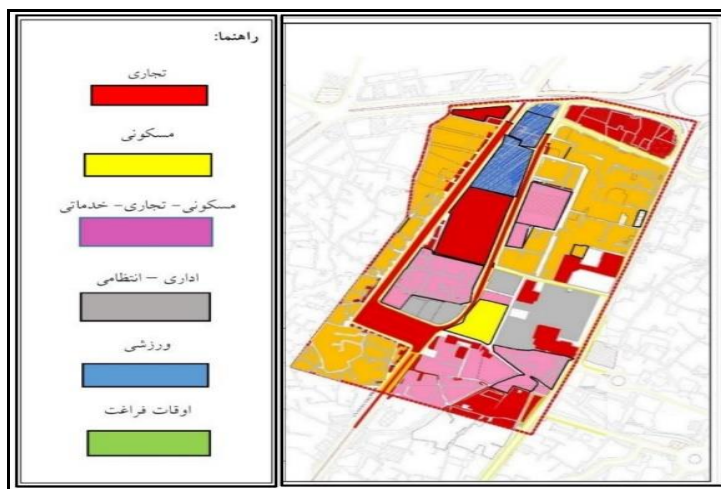 راهنما:
تجاری
مسکونی
مسکونی- تجاری- خدماتی
اداری - انتظامی
ورزشی
اوقات فراغت